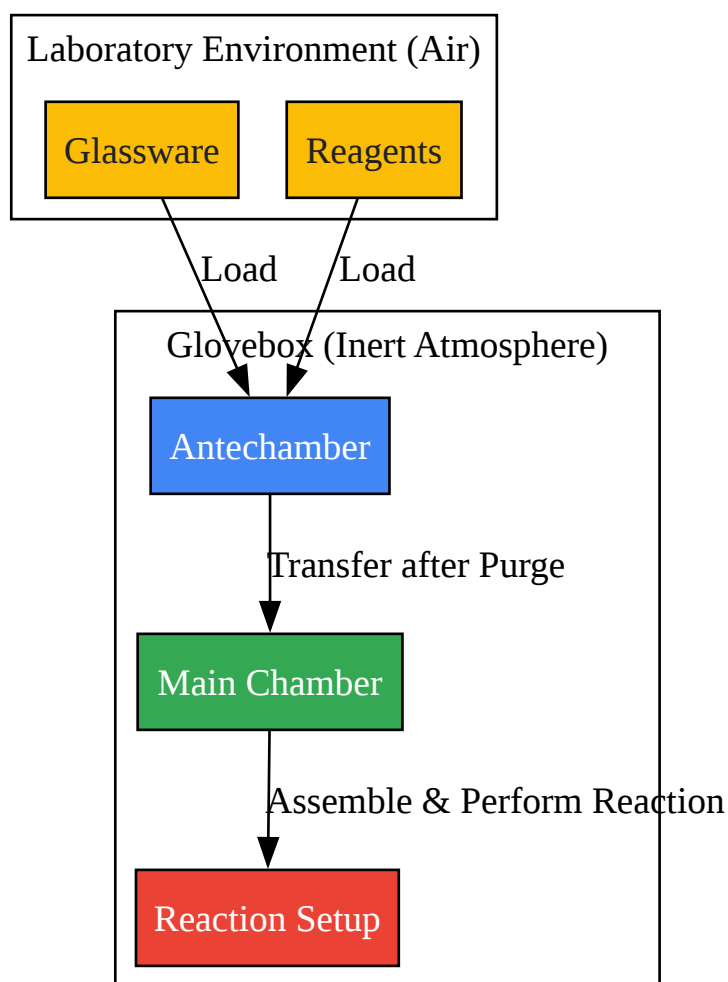 Laboratory Environment (Air)
Glassware
Reagents
Load
Load
Glovebox (Inert Atmosphere)
Antechamber
Transfer after Purge
Main Chamber
Assemble & Perform Reaction
Reaction Setup